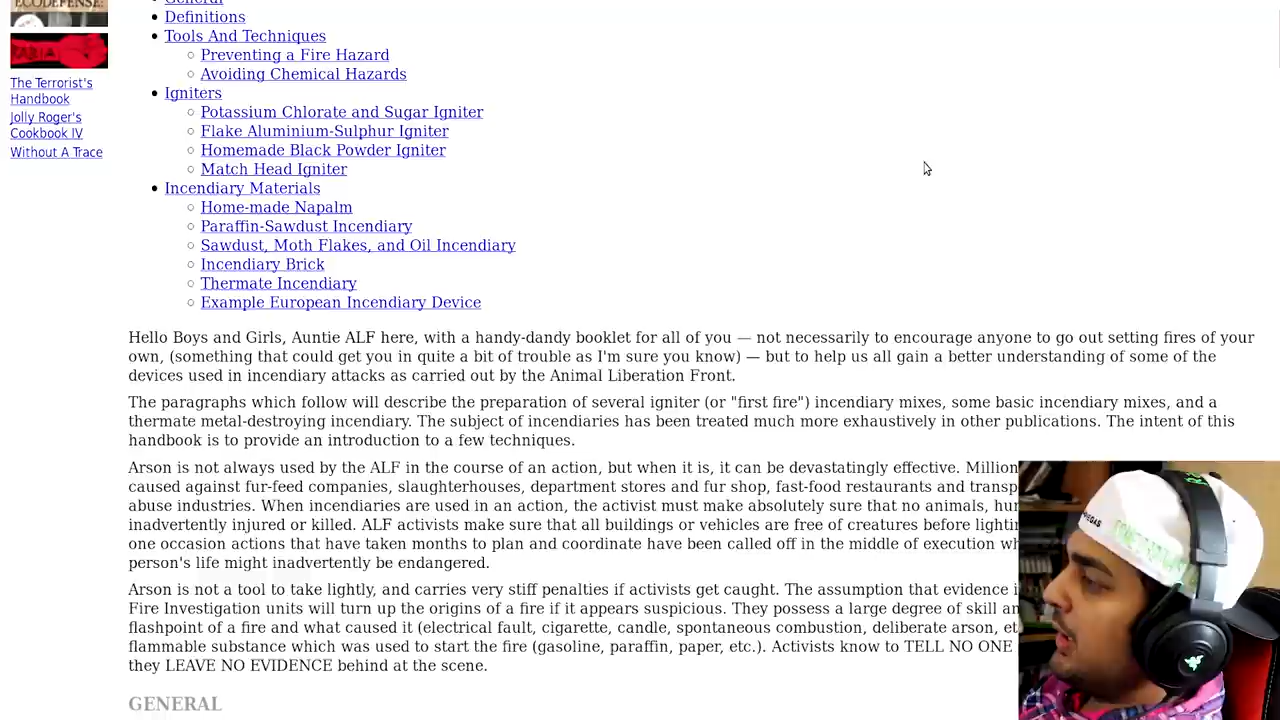 ECODEFENSE:
The Terrorist's
Handbook
Jolly Roger's
Cookbook IV
Without A Trace
General
Definitions
Tools And Techniques
Preventing a Fire Hazard
Avoiding Chemical Hazards
Igniters
Potassium Chlorate and Sugar Igniter
Flake Aluminium-Sulphur Igniter
Homemade Black Powder Igniter
Match Head Igniter
Incendiary Materials
Home-made Napalm
Paraffin-Sawdust Incendiary
Sawdust, Moth Flakes, and Oil Incendiary
Incendiary Brick
Thermate Incendiary
Example European Incendiary Device
Hello Boys and Girls, Auntie ALF here, with a handy-dandy booklet for all of you — not necessarily to encourage anyone to go out setting fires of your
own, (something that could get you in quite a bit of trouble as I'm sure you know) — but to help us all gain a better understanding of some of the
devices used in incendiary attacks as carried out by the Animal Liberation Front.
The paragraphs which follow will describe the preparation of several igniter (or "first fire") incendiary mixes, some basic incendiary mixes, and a
thermate metal-destroying incendiary. The subject of incendiaries has been treated much more exhaustively in other publications. The intent of this
handbook is to provide an introduction to a few techniques.
Arson is not always used by the ALF in the course of an action, but when it is, it can be devastatingly effective. Million
caused against fur-feed companies, slaughterhouses, department stores and fur shop, fast-food restaurants and transp
abuse industries. When incendiaries are used in an action, the activist must make absolutely sure that no animals, hu
inadvertently injured or killed. ALF activists make sure that all buildings or vehicles are free of creatures before lighti
one occasion actions that have taken months to plan and coordinate have been called off in the middle of execution wh
person's life might inadvertently be endangered.
Arson is not a tool to take lightly, and carries very stiff penalties if activists get caught. The assumption that evidence i
Fire Investigation units will turn up the origins of a fire if it appears suspicious. They possess a large degree of skill an
flashpoint of a fire and what caused it (electrical fault, cigarette, candle, spontaneous combustion, deliberate arson, et
flammable substance which was used to start the fire (gasoline, paraffin, paper, etc.). Activists know to TELL NO ONE
they LEAVE NO EVIDENCE behind at the scene.
GENERAL